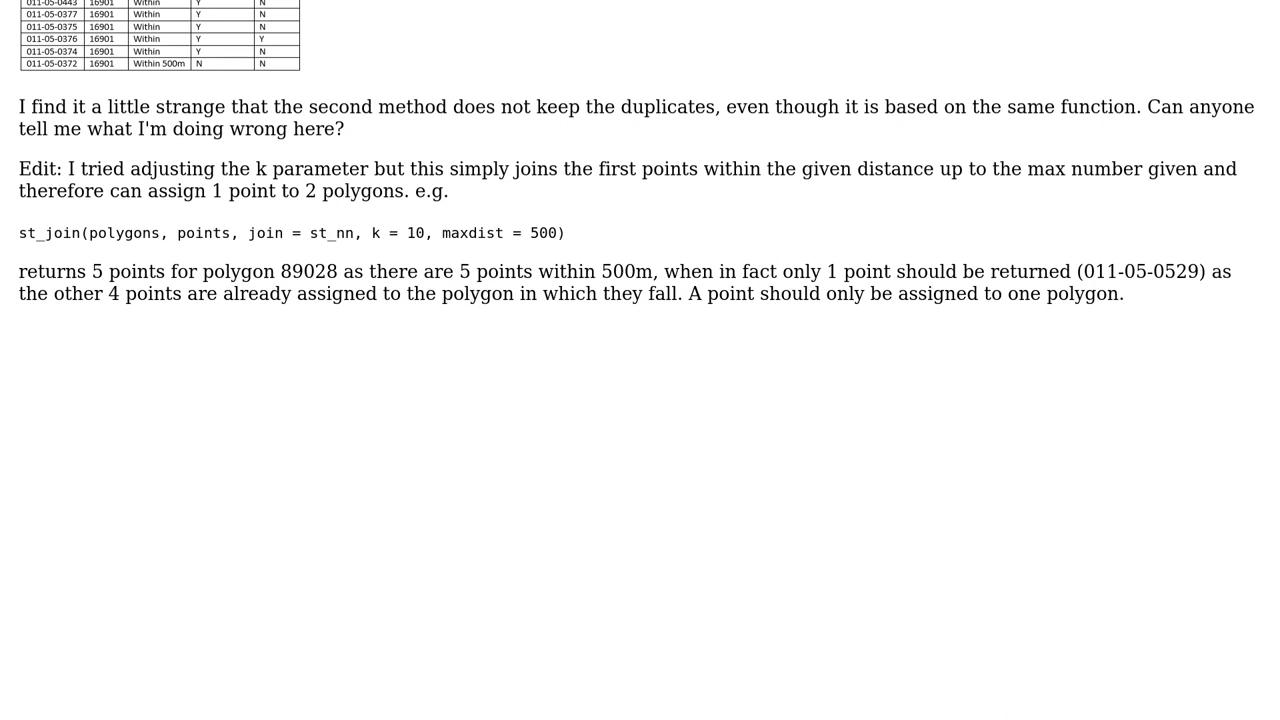 011-05-0443 16901 Within Y N
011-05-0377 16901 Within Y N
011-05-0375 16901 Within Y N
011-05-0376 16901 Within Y Y
011-05-0374 16901 Within Y N
011-05-0372 16901 Within 500m N N
I find it a little strange that the second method does not keep the duplicates, even though it is based on the same function. Can anyone
tell me what I'm doing wrong here?
Edit: I tried adjusting the k parameter but this simply joins the first points within the given distance up to the max number given and
therefore can assign 1 point to 2 polygons. e.g.
st_join(polygons, points, join = st_nn, k = 10, maxdist = 500)
returns 5 points for polygon 89028 as there are 5 points within 500m, when in fact only 1 point should be returned (011-05-0529) as
the other 4 points are already assigned to the polygon in which they fall. A point should only be assigned to one polygon.